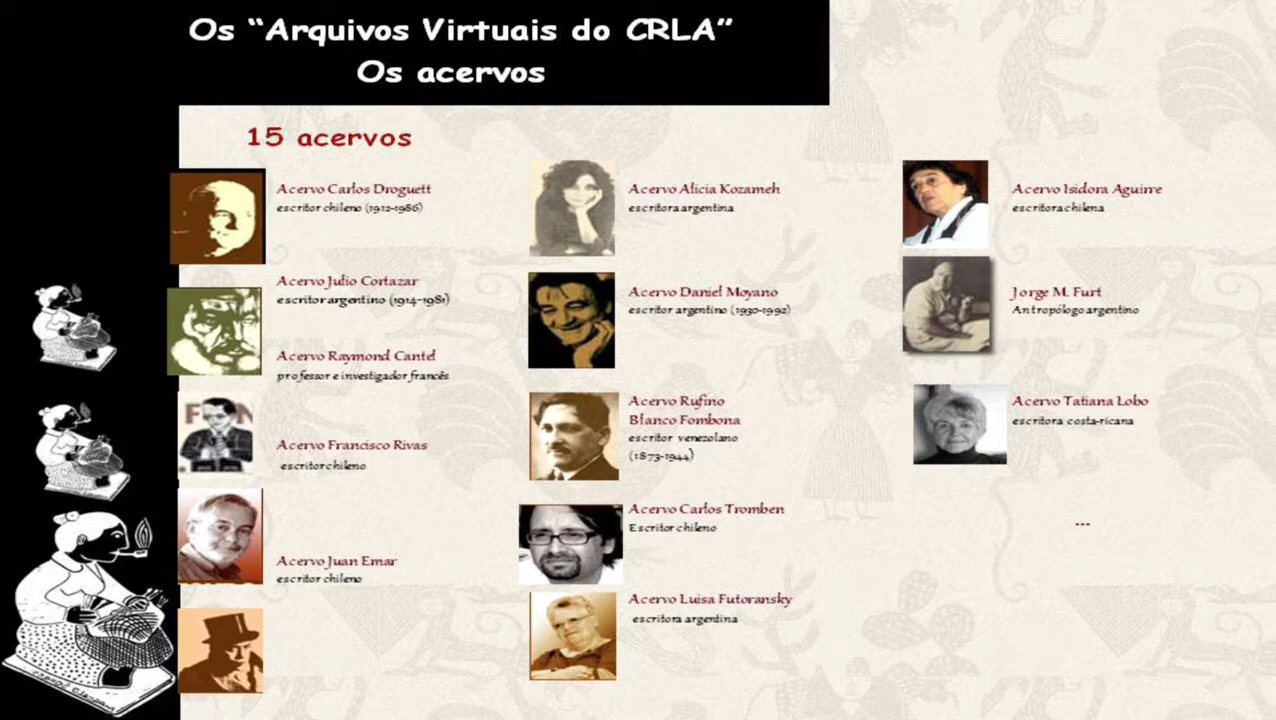 Os “Arquivos Virtuais do CRLA”
Os acervos
15 acervos
Acervo Carlos Droguett
escritor chileno (1912-1986)
Acervo Julio Cortazar
escritor argentino (1914-1981)
Acervo Raymond Cantel
professor e investigador francês
Acervo Francisco Rivas
escritor chileno
Acervo Juan Emar
escritor chileno
Acervo Alicia Kozameh
escritora argentina
Acervo Daniel Moyano
escritor argentino (1930-1992)
Acervo Rufino
Blanco Fombona
escritor venezolano
(1873-1944)
Acervo Carlos Tromben
Escritor chileno
Acervo Luisa Futoransky
escritora argentina
Acervo Isidora Aguirre
escritora chilena
Jorge M. Furt
Antropólogo argentino
Acervo Tatiana Lobo
escritora costa-ricana
...